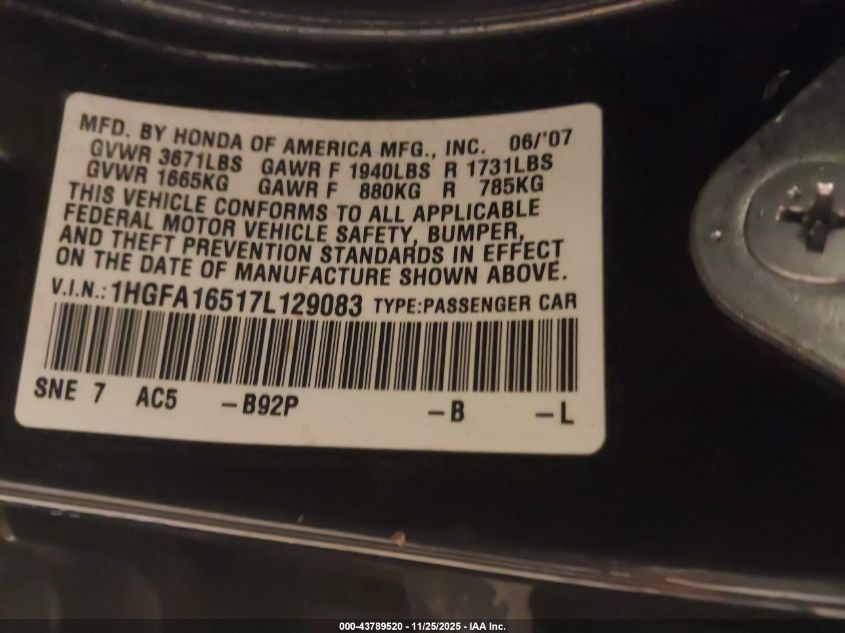 MFD. BY HONDA OF AMERICA MFG., INC. 06/'07
GVWR 3671LBS GAWR F 1940LBS R 1731LBS
GVWR 1665KG GAWR F 880KG R 785KG
THIS VEHICLE CONFORMS TO ALL APPLICABLE
FEDERAL MOTOR VEHICLE SAFETY, BUMPER,
AND THEFT PREVENTION STANDARDS IN EFFECT
ON THE DATE OF MANUFACTURE SHOWN ABOVE.
V.I.N.: 1HGFA16517L129083 TYPE:PASSENGER CAR
SNE 7 AC5 -B92P -B -L
000-43789520 - 11/25/2025 - IAA Inc.